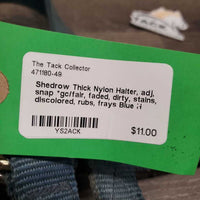 TACK
The Tack Collector
471180-49
Shedrow Thick Nylon Halter, adj,
snap *gc/fair, faded, dirty, stains,
discolored, rubs, frays Blue H
YS2ACK
$11.00